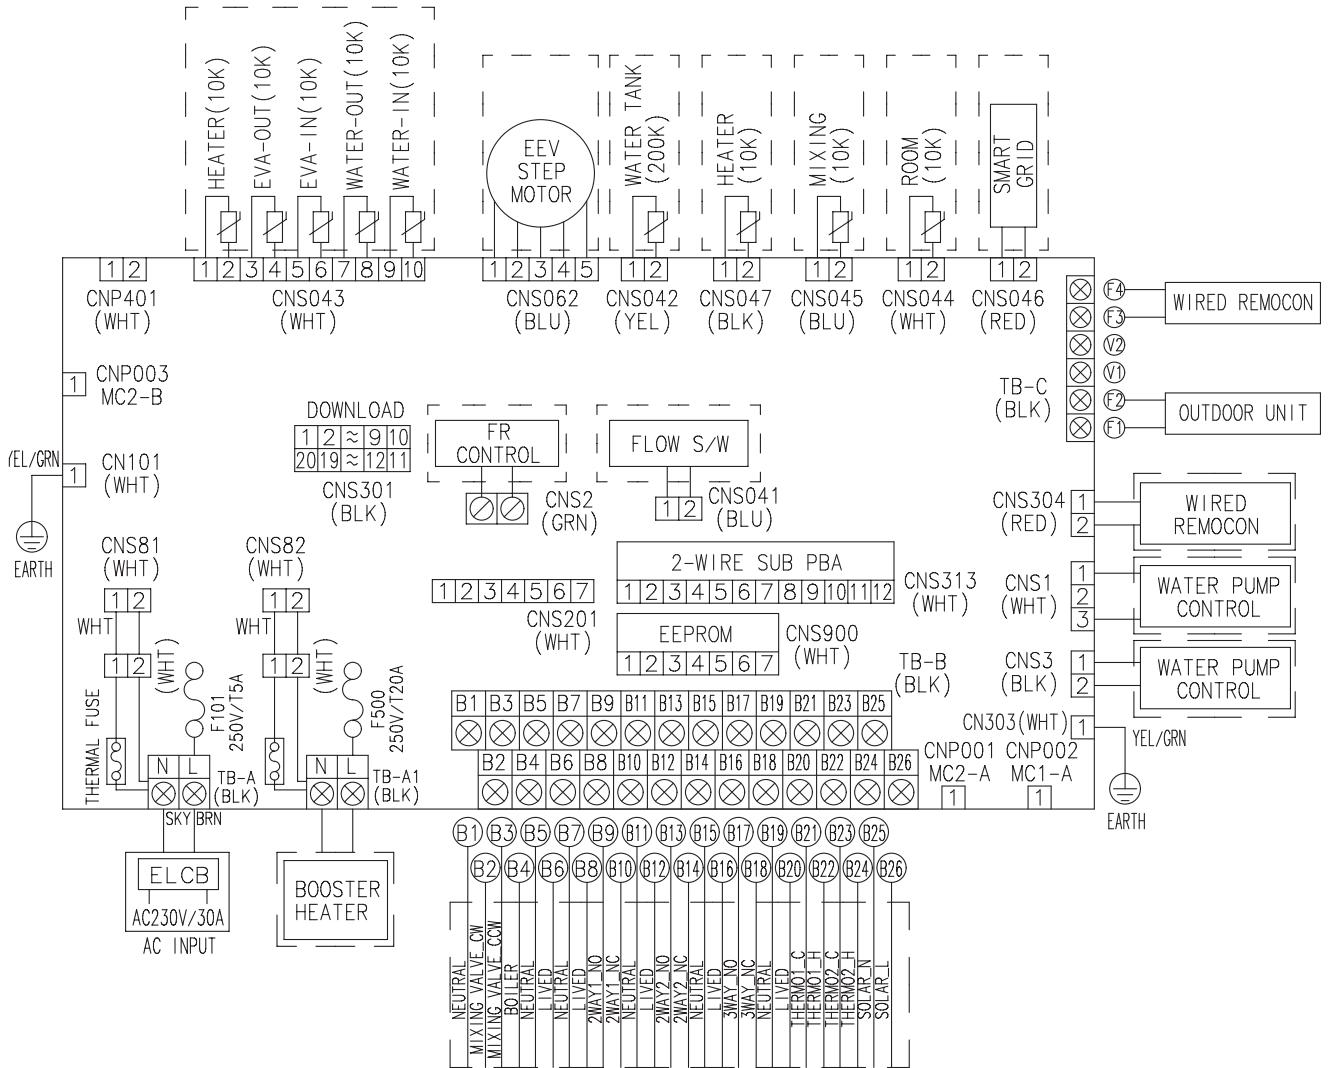 HEATER(10K)
EVA-OUT(10K)
EVA-IN(10K)
WATER-OUT(10K)
WATER-IN(10K)
EEV
STEP
MOTOR
WATER TANK
(200K)
HEATER
(10K)
MIXING
(10K)
ROOM
(10K)
SMART
GRID
1 2
1 2 3 4 5 6 7 8 9 10
1 2 3 4 5
1 2
1 2
1 2
1 2
1 2
CNP401
(WHT)
CNS043
(WHT)
CNS062
(BLU)
CNS042
(YEL)
CNS047
(BLK)
CNS045
(BLU)
CNS044
(WHT)
CNS046
(RED)
F4
F3
V2
V1
F2
F1
WIRED REMOCON
OUTDOOR UNIT
TB-C
(BLK)
1
CNP003
MC2-B
DOWNLOAD
1 2 ≈ 9 10
20 19 ≈ 12 11
CNS301
(BLK)
FR
CONTROL
CNS2
(GRN)
FLOW S/W
1 2
CNS041
(BLU)
YEL/GRN
1
CN101
(WHT)
EARTH
CNS304
(RED)
1
2
WIRED
REMOCON
CNS81
(WHT)
1 2
WHT
1 2
(WHT)
CNS82
(WHT)
1 2
WHT
1 2
(WHT)
2-WIRE SUB PBA
1 2 3 4 5 6 7 8 9 10 11 12
CNS313
(WHT)
1 2 3 4 5 6 7
CNS201
(WHT)
EEPROM
1 2 3 4 5 6 7
CNS900
(WHT)
CNS1
(WHT)
1
2
3
WATER PUMP
CONTROL
CNS3
(BLK)
1
2
WATER PUMP
CONTROL
TB-B
(BLK)
THERMAL FUSE
F101
250V/T5A
F500
250V/T20A
B1 B3 B5 B7 B9 B11 B13 B15 B17 B19 B21 B23 B25
B2 B4 B6 B8 B10 B12 B14 B16 B18 B20 B22 B24 B26
CN303(WHT)
1
YEL/GRN
EARTH
CNP001
MC2-A
1
CNP002
MC1-A
1
N L
TB-A
(BLK)
N L
TB-A1
(BLK)
SKY BRN
ELCB
AC230V/30A
AC INPUT
BOOSTER
HEATER
B1 B3 B5 B7 B9 B11 B13 B15 B17 B19 B21 B23 B25
B2 B4 B6 B8 B10 B12 B14 B16 B18 B20 B22 B24 B26
NEUTRAL
MIXING VALVE_CW
MIXING VALVE_CCW
BOILER
NEUTRAL
LIVED
NEUTRAL
LIVED
2WAY1_NO
2WAY1_NC
NEUTRAL
LIVED
2WAY2_NO
2WAY2_NC
NEUTRAL
LIVED
3WAY_NO
3WAY_NC
NEUTRAL
LIVED
THERMO1_C
THERMO1_H
THERMO2_C
THERMO2_H
SOLAR_N
SOLAR_L